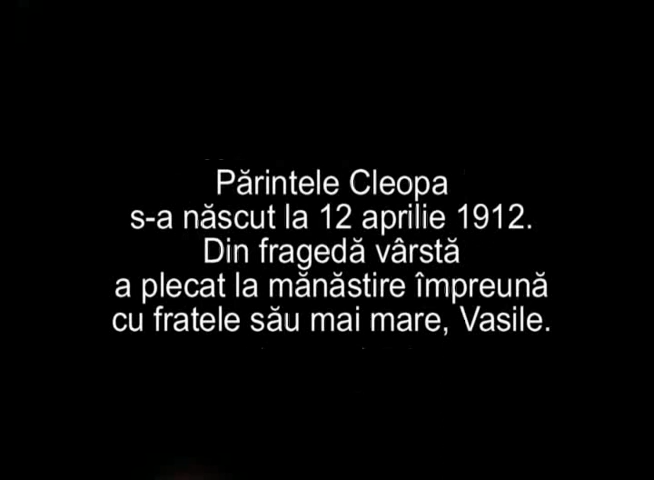 Părintele Cleopa
s-a născut la 12 aprilie 1912.
Din fragedă vârstă
a plecat la mănăstire împreună
cu fratele său mai mare, Vasile.